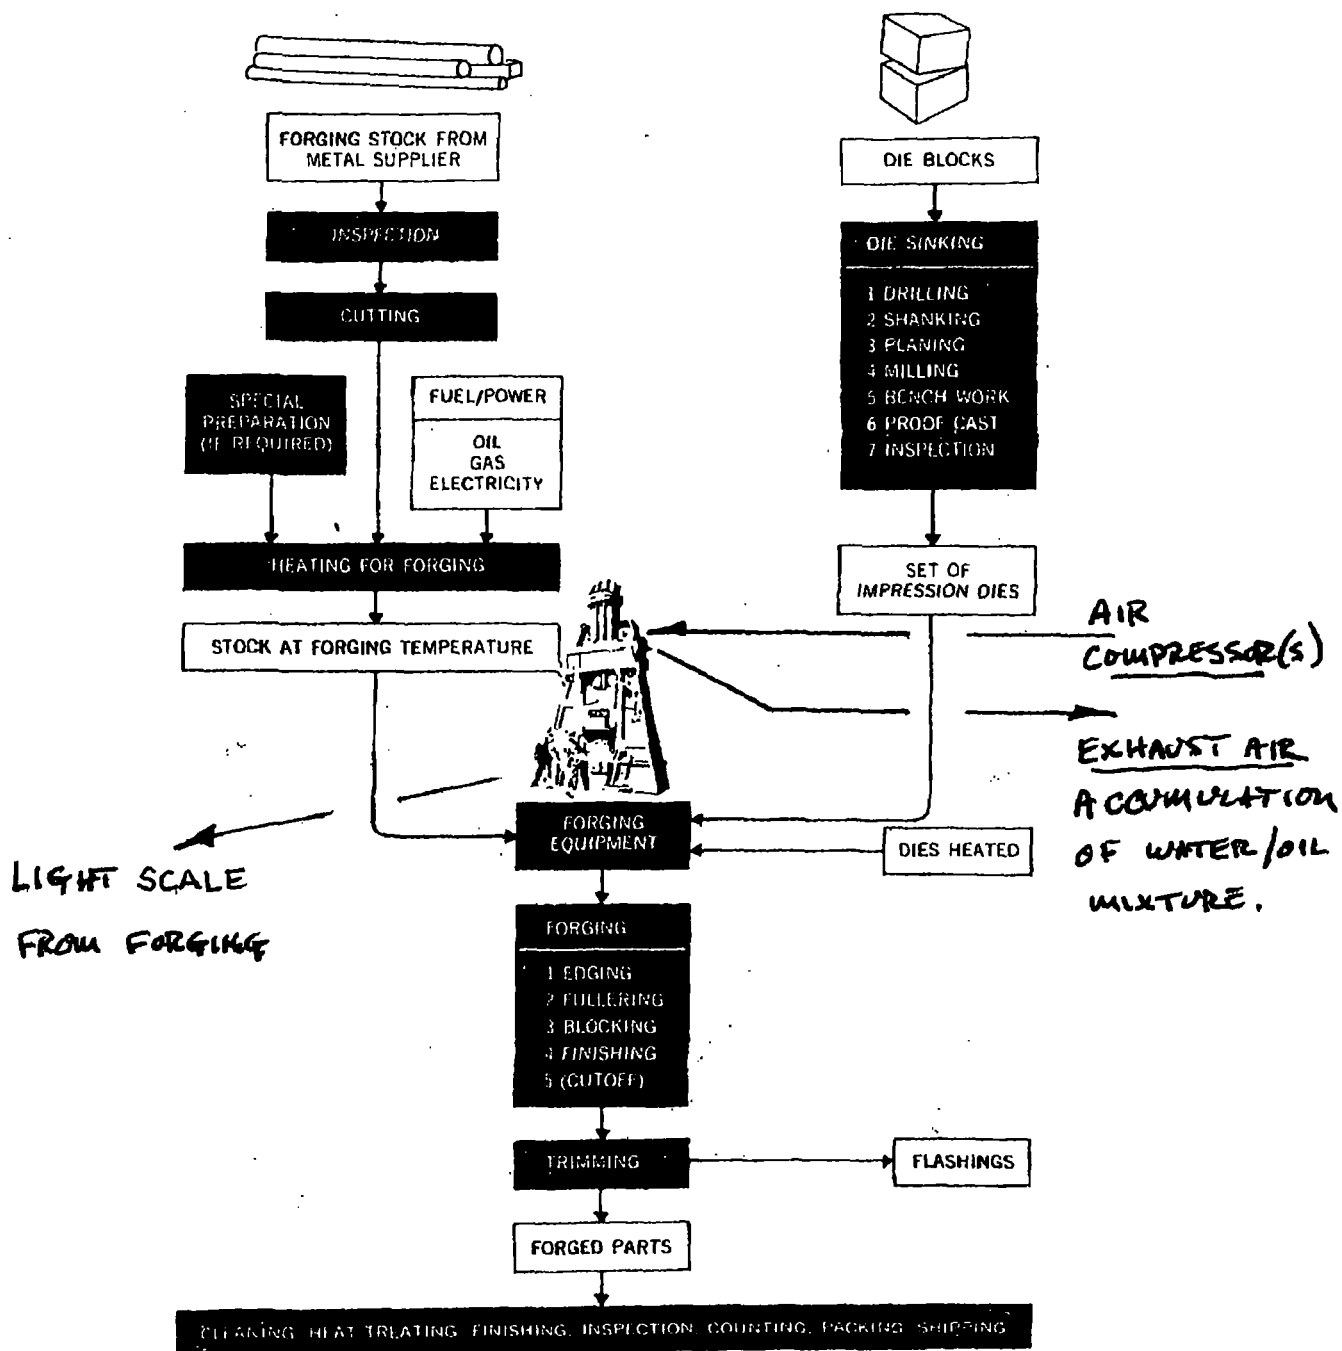 FORGING STOCK FROM
METAL SUPPLIER
INSPECTION
CUTTING
SPECIAL
PREPARATION
(IF REQUIRED)
FUEL/POWER
OIL
GAS
ELECTRICITY
HEATING FOR FORGING
STOCK AT FORGING TEMPERATURE
DIE BLOCKS
DIE SINKING
1 DRILLING
2 SHANKING
3 PLANING
4 MILLING
5 BENCH WORK
6 PROOF CAST
7 INSPECTION
SET OF
IMPRESSION DIES
AIR
COMPRESSOR(S)
EXHAUST AIR
ACCUMULATION
OF WATER/OIL
MIXTURE.
LIGHT SCALE
FROM FORGING
FORGING
EQUIPMENT
DIES HEATED
FORGING
1 EDGING
2 FULLERING
3 BLOCKING
4 FINISHING
5 (CUTOFF)
TRIMMING
FLASHINGS
FORGED PARTS
CLEANING, HEAT TREATING, FINISHING, INSPECTION, COUNTING, PACKING, SHIPPING